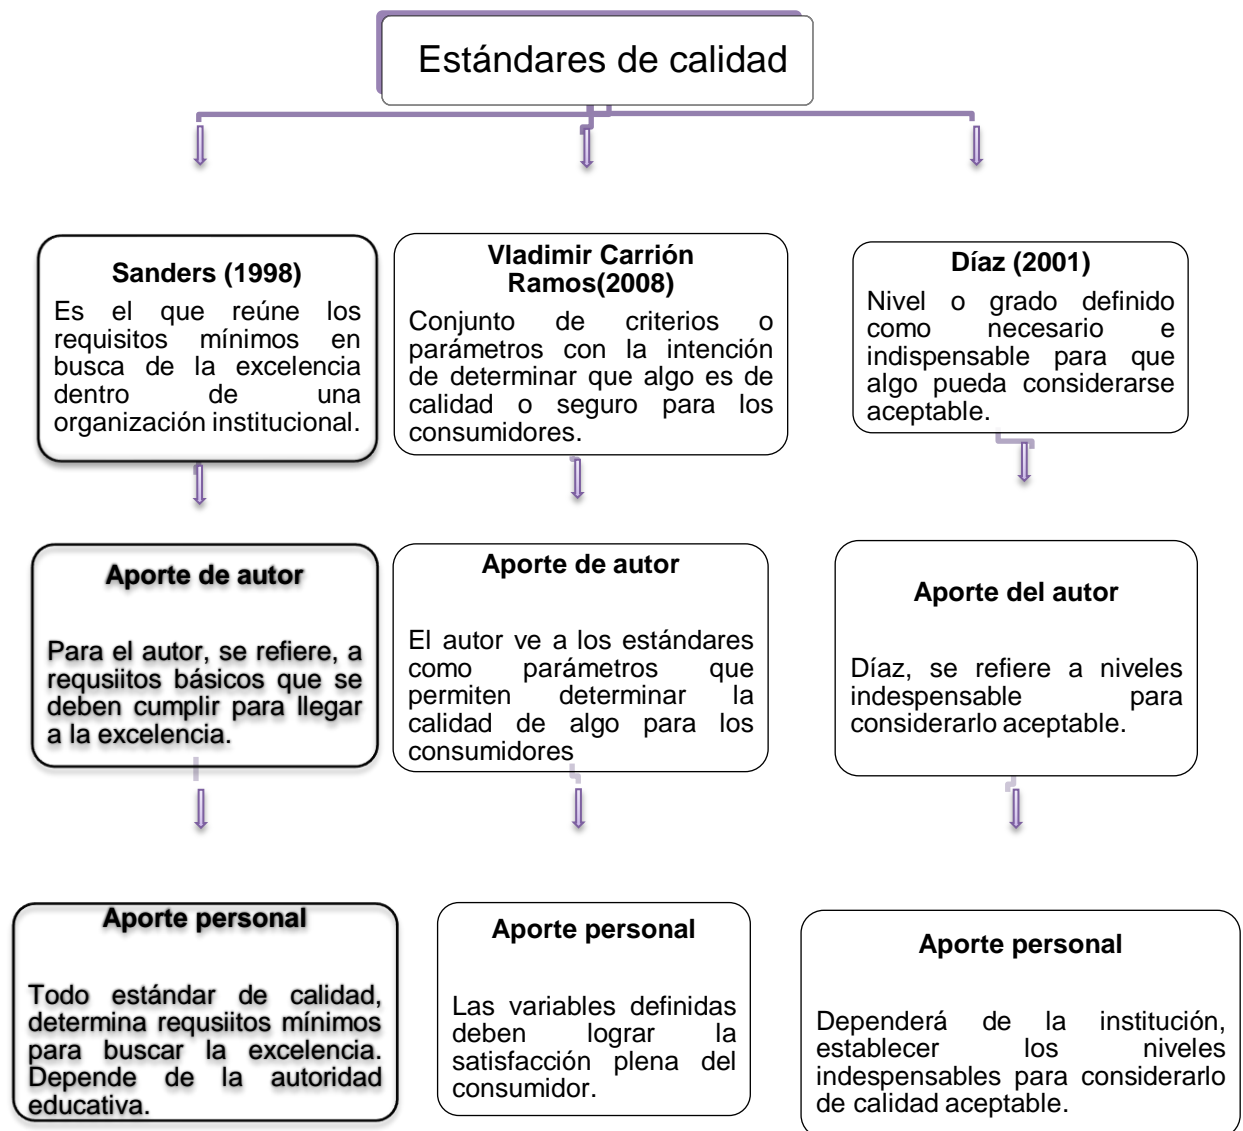 Estándares de calidad
Sanders (1998)
Es el que reúne los
requisitos mínimos en
busca de la excelencia
dentro de una
organización institucional.
Vladimir Carrión
Ramos(2008)
Conjunto de criterios o
parámetros con la intención
de determinar que algo es de
calidad o seguro para los
consumidores.
Díaz (2001)
Nivel o grado definido
como necesario e
indispensable para que
algo pueda considerarse
aceptable.
Aporte de autor
Para el autor, se refiere, a
requsiitos básicos que se
deben cumplir para llegar
a la excelencia.
Aporte de autor
El autor ve a los estándares
como parámetros que
permiten determinar la
calidad de algo para los
consumidores
Aporte del autor
Díaz, se refiere a niveles
indespensable para
considerarlo aceptable.
Aporte personal
Todo estándar de calidad,
determina requsiitos mínimos
para buscar la excelencia.
Depende de la autoridad
educativa.
Aporte personal
Las variables definidas
deben lograr la
satisfacción plena del
consumidor.
Aporte personal
Dependerá de la institución,
establecer los niveles
indespensables para considerarlo
de calidad aceptable.